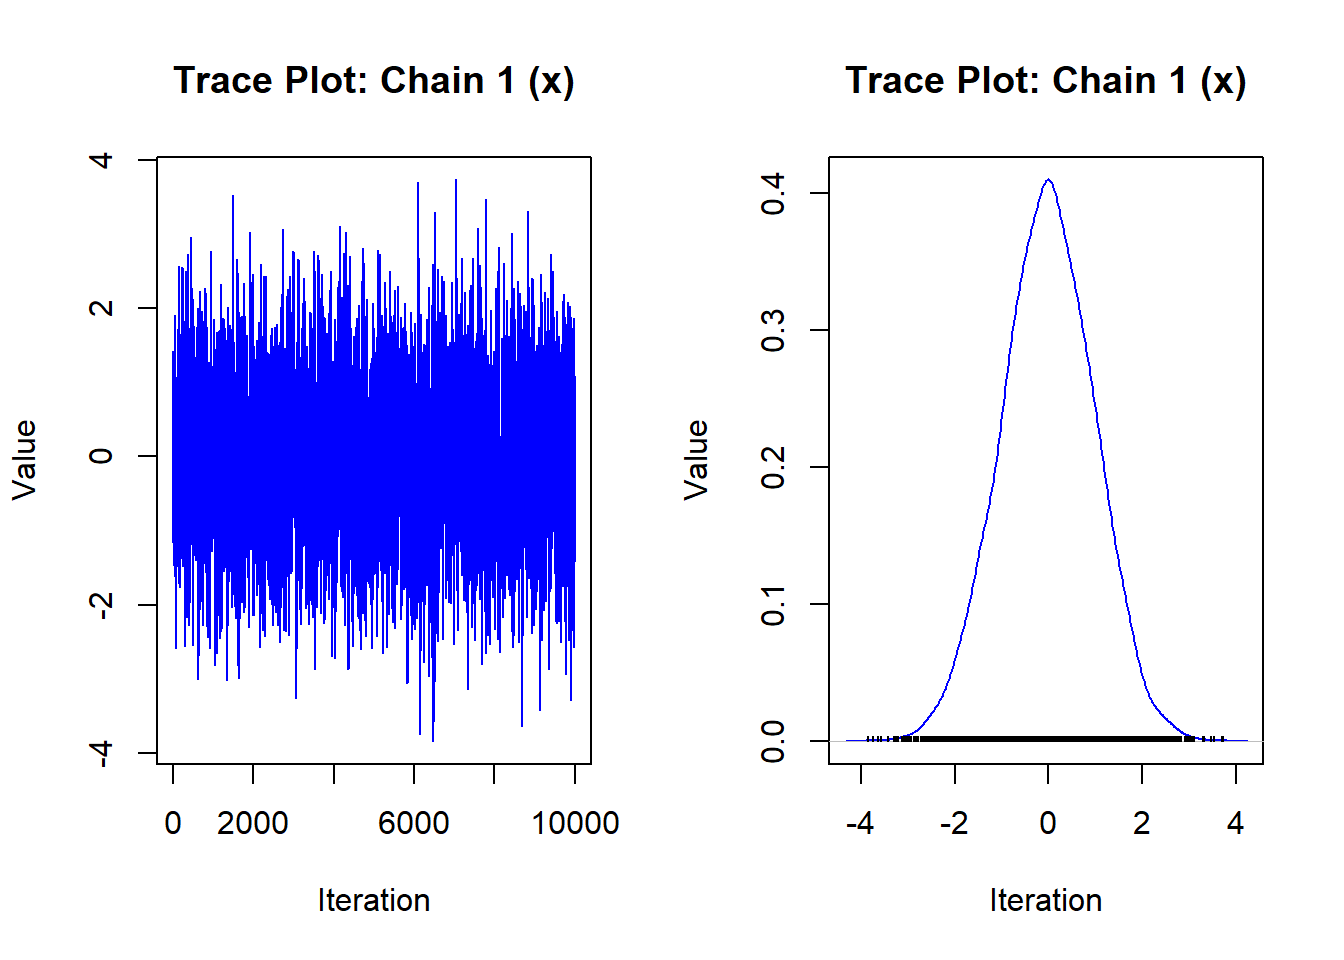 Trace Plot: Chain 1 (x)
Value
4
2
0
-2
-4
0 2000 6000 10000
Iteration
Trace Plot: Chain 1 (x)
Value
0.4
0.3
0.2
0.1
0.0
-4 -2 0 2 4
Iteration